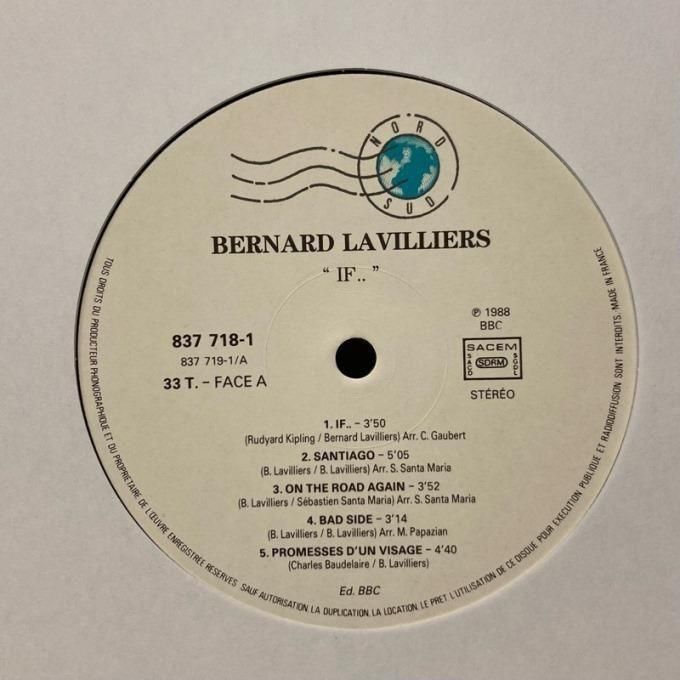 NORD
SUD
BERNARD LAVILLIERS
“ IF.. ”
837 718-1
837 719-1/A
33 T. – FACE A
℗ 1988
BBC
SACEM
SACD
SDRM
SGDL
STÉRÉO
1. IF.. – 3'50
(Rudyard Kipling / Bernard Lavilliers) Arr. C. Gaubert
2. SANTIAGO – 5'05
(B. Lavilliers / B. Lavilliers) Arr. S. Santa Maria
3. ON THE ROAD AGAIN – 3'52
(B. Lavilliers / Sébastien Santa Maria) Arr. S. Santa Maria
4. BAD SIDE – 3'14
(B. Lavilliers / B. Lavilliers) Arr. M. Papazian
5. PROMESSES D'UN VISAGE – 4'40
(Charles Baudelaire / B. Lavilliers)
Ed. BBC
TOUS DROITS DU PRODUCTEUR PHONOGRAPHIQUE ET DU PROPRIETAIRE DE L'ŒUVRE ENREGISTREE RESERVES. SAUF AUTORISATION, LA DUPLICATION, LA LOCATION, LE PRET, L'UTILISATION DE CE DISQUE POUR EXECUTION PUBLIQUE ET RADIODIFFUSION SONT INTERDITS. MADE IN FRANCE.